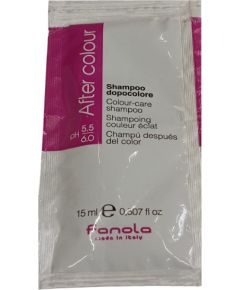 After colour
pH 5.5
6.0
Shampoo
dopocolore
Colour-care
shampoo
Shampoing
couleur éclat
Champú después
del color
15 ml e 0,507 fl oz
fanola
made in Italy